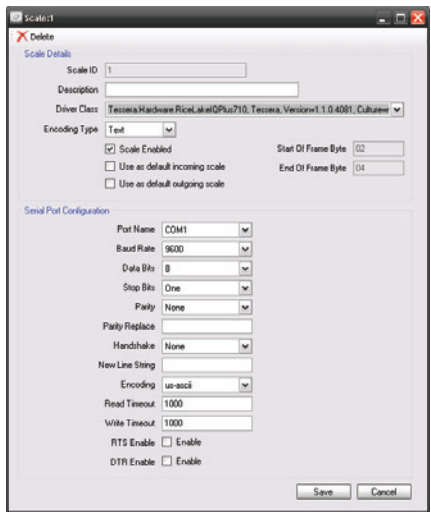 Scale:1
Delete
Scale Details
Scale ID 1
Description
Driver Class Tessera.Hardware.RiceLakeIQPlus710, Tessera, Version=1.1.0.4081, Culture=
Encoding Type Text
Scale Enabled Start Of Frame Byte 02
Use as default incoming scale End Of Frame Byte 04
Use as default outgoing scale
Serial Port Configuration
Port Name COM1
Baud Rate 9600
Data Bits 8
Stop Bits One
Parity None
Parity Replace
Handshake None
New Line String
Encoding us-ascii
Read Timeout 1000
Write Timeout 1000
RTS Enable Enable
DTR Enable Enable
Save Cancel